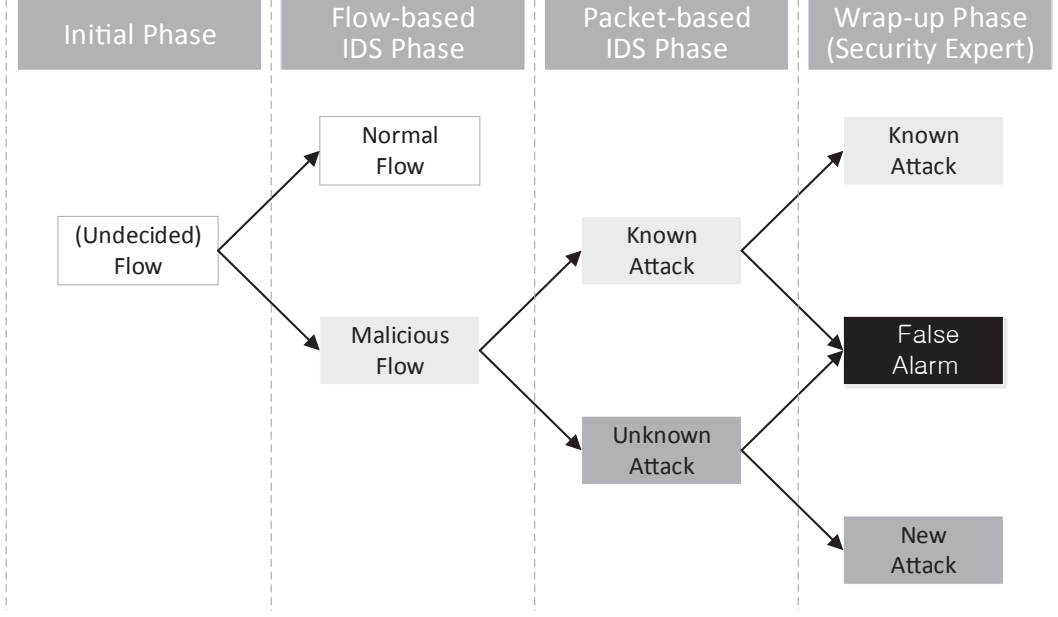 Initial Phase
Flow-based
IDS Phase
Packet-based
IDS Phase
Wrap-up Phase
(Security Expert)
(Undecided)
Flow
Normal
Flow
Malicious
Flow
Known
Attack
Unknown
Attack
Known
Attack
False
Alarm
New
Attack